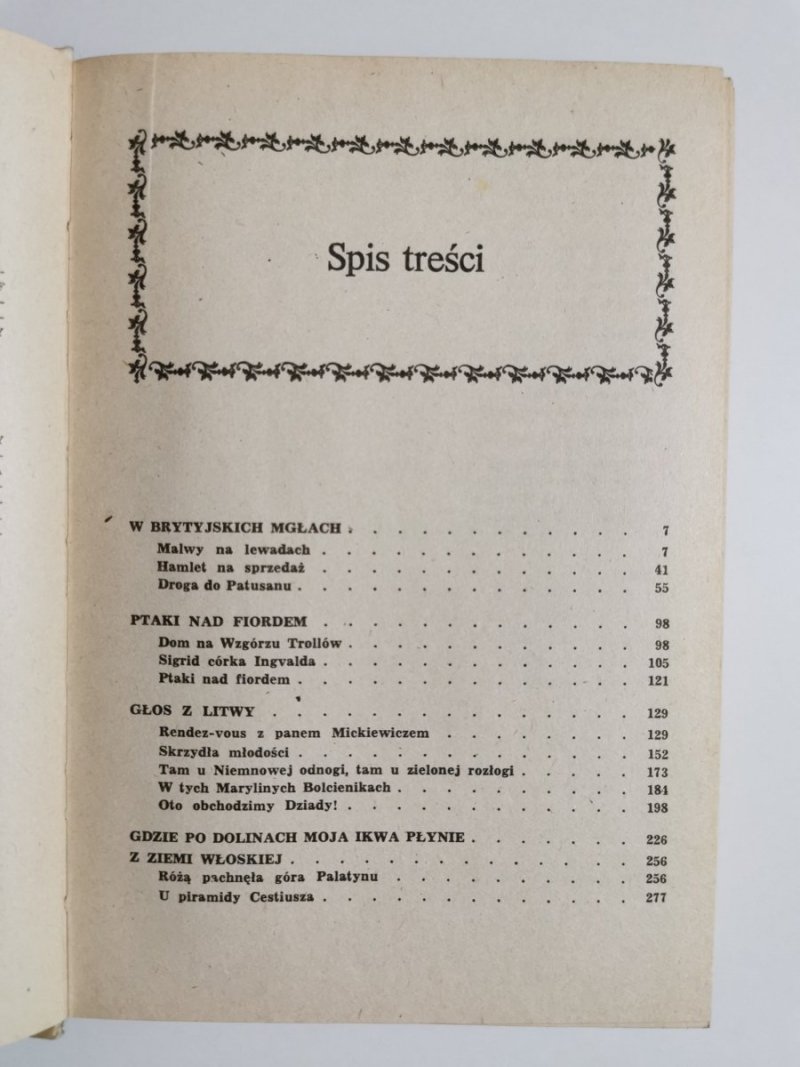 Spis treści
W BRYTYJSKICH MGŁACH . . . . . . . . . . . . 7
Malwy na lewadach . . . . . . . . . . . . . 7
Hamlet na sprzedaż . . . . . . . . . . . . . 41
Droga do Patusanu . . . . . . . . . . . . . . 55
PTAKI NAD FIORDEM . . . . . . . . . . . . . 98
Dom na Wzgórzu Trollów . . . . . . . . . . . . 98
Sigrid córka Ingvalda . . . . . . . . . . . . . 105
Ptaki nad fiordem . . . . . . . . . . . . . . 121
GŁOS Z LITWY . . . . . . . . . . . . . . . 129
Rendez-vous z panem Mickiewiczem . . . . . . . . 129
Skrzydła młodości . . . . . . . . . . . . . . 152
Tam u Niemnowej odnogi, tam u zielonej rozłogi . . . . . 173
W tych Marylinych Bolcienikach . . . . . . . . . . 184
Oto obchodzimy Dziady! . . . . . . . . . . . . 198
GDZIE PO DOLINACH MOJA IKWA PŁYNIE . . . . . . . 226
Z ZIEMI WŁOSKIEJ . . . . . . . . . . . . . . 256
Różą pachnęła góra Palatynu . . . . . . . . . . 256
U piramidy Cestiusza . . . . . . . . . . . . . 277